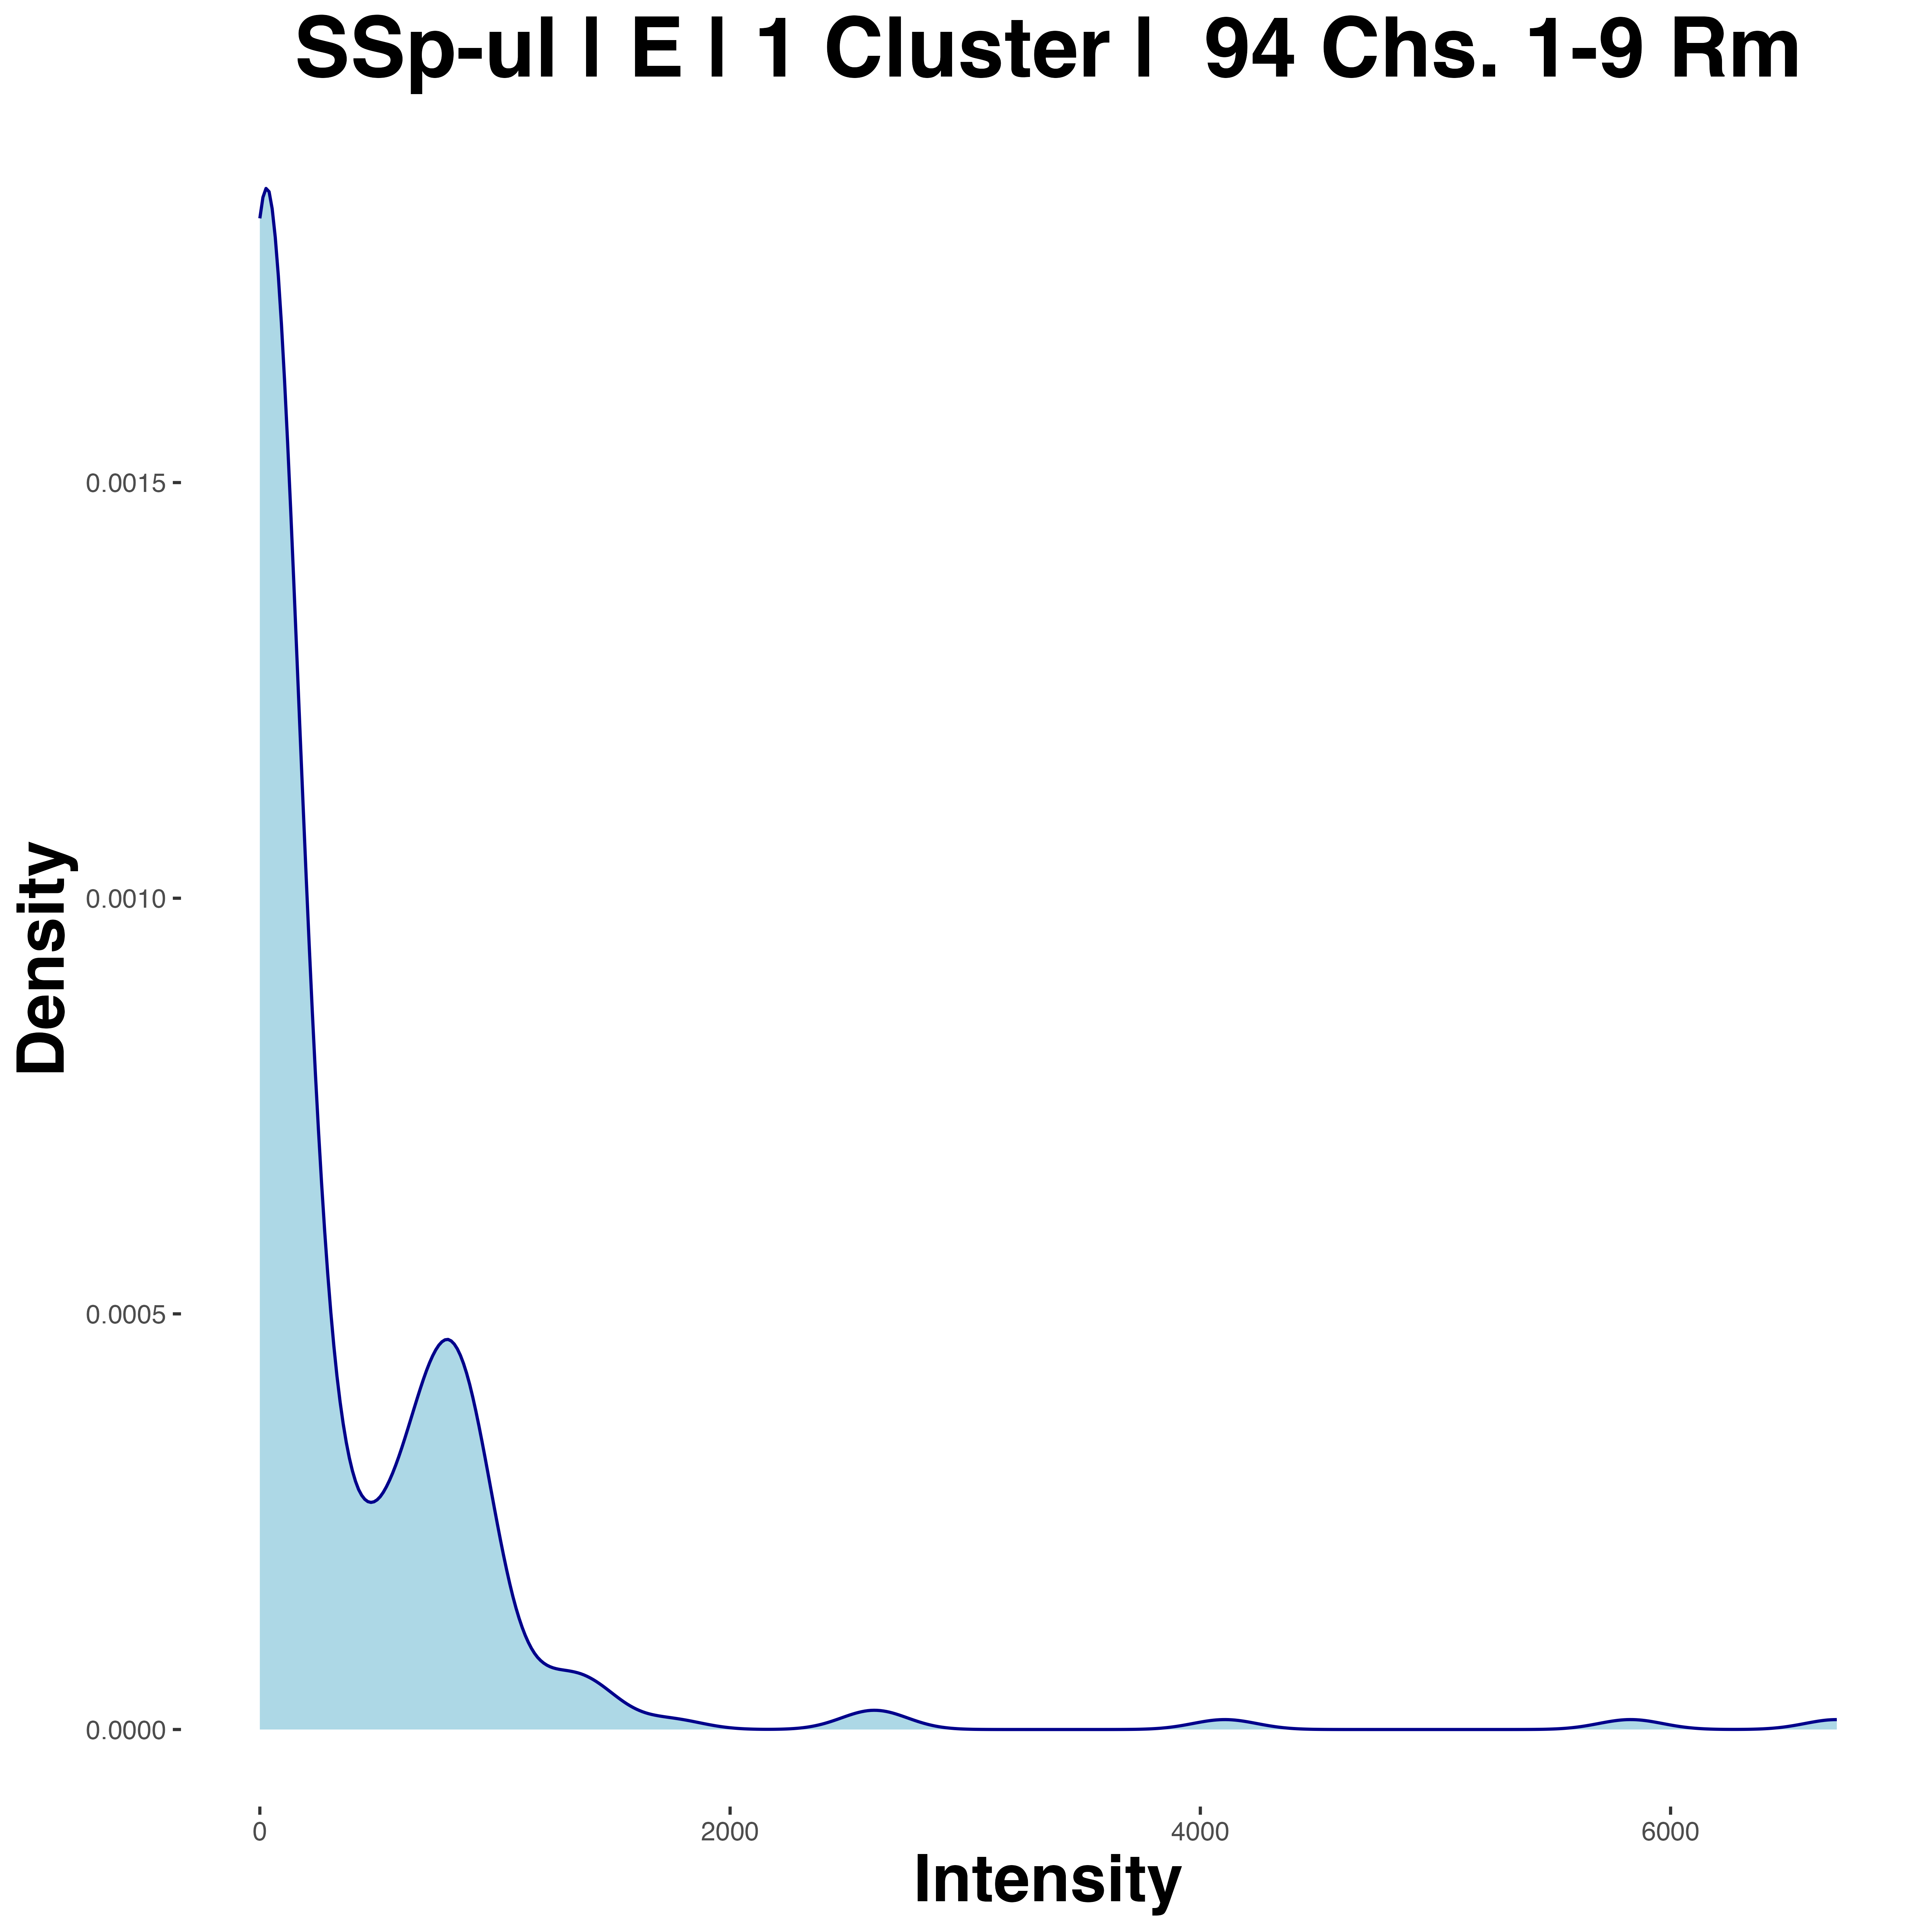 SSp-ul | E | 1 Cluster |  94 Chs. 1-9 Rm
Density
0.0015
0.0010
0.0005
0.0000
0 2000 4000 6000
Intensity